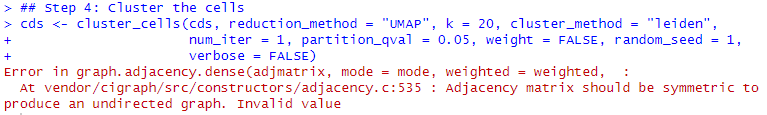 > ## Step 4: Cluster the cells
> cds <- cluster_cells(cds, reduction_method = "UMAP", k = 20, cluster_method = "leiden",
+                      num_iter = 1, partition_qval = 0.05, weight = FALSE, random_seed = 1,
+                      verbose = FALSE)
Error in graph.adjacency.dense(adjmatrix, mode = mode, weighted = weighted,  :
  At vendor/cigraph/src/constructors/adjacency.c:535 : Adjacency matrix should be symmetric to
produce an undirected graph. Invalid value